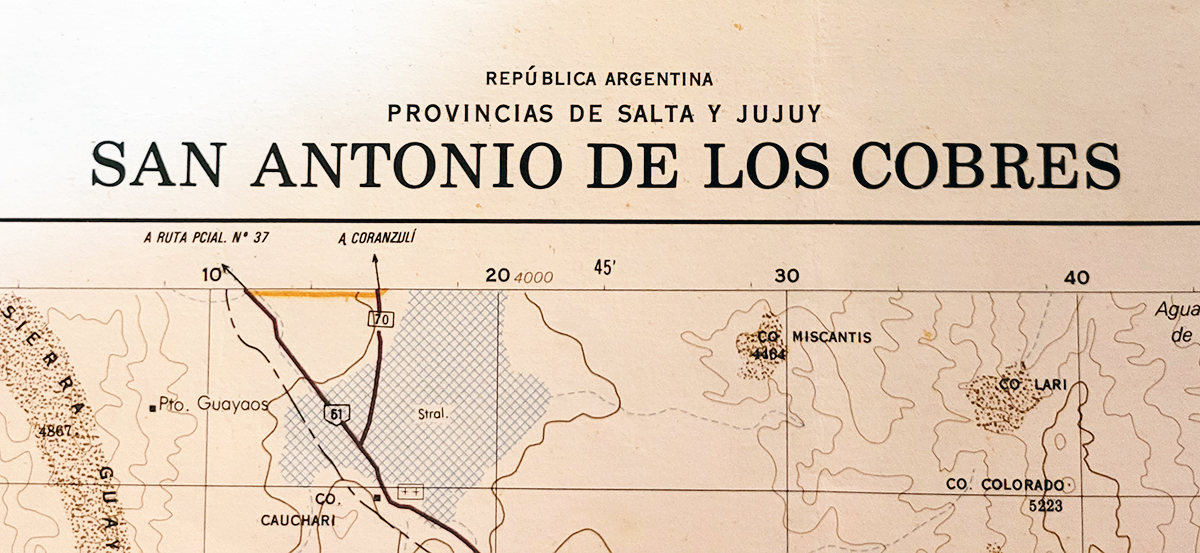 REPÚBLICA ARGENTINA
PROVINCIAS DE SALTA Y JUJUY
SAN ANTONIO DE LOS COBRES
A RUTA PCIAL. Nº 37
A CORANZULÍ
10
20
4000
45'
30
40
SIERRA
70
CO. MISCANTIS
4464
Agua
de
CO. LARI
Pto. Guayaos
51
Stral.
4867
GUAY
CO.
CAUCHARI
CO. COLORADO
5223